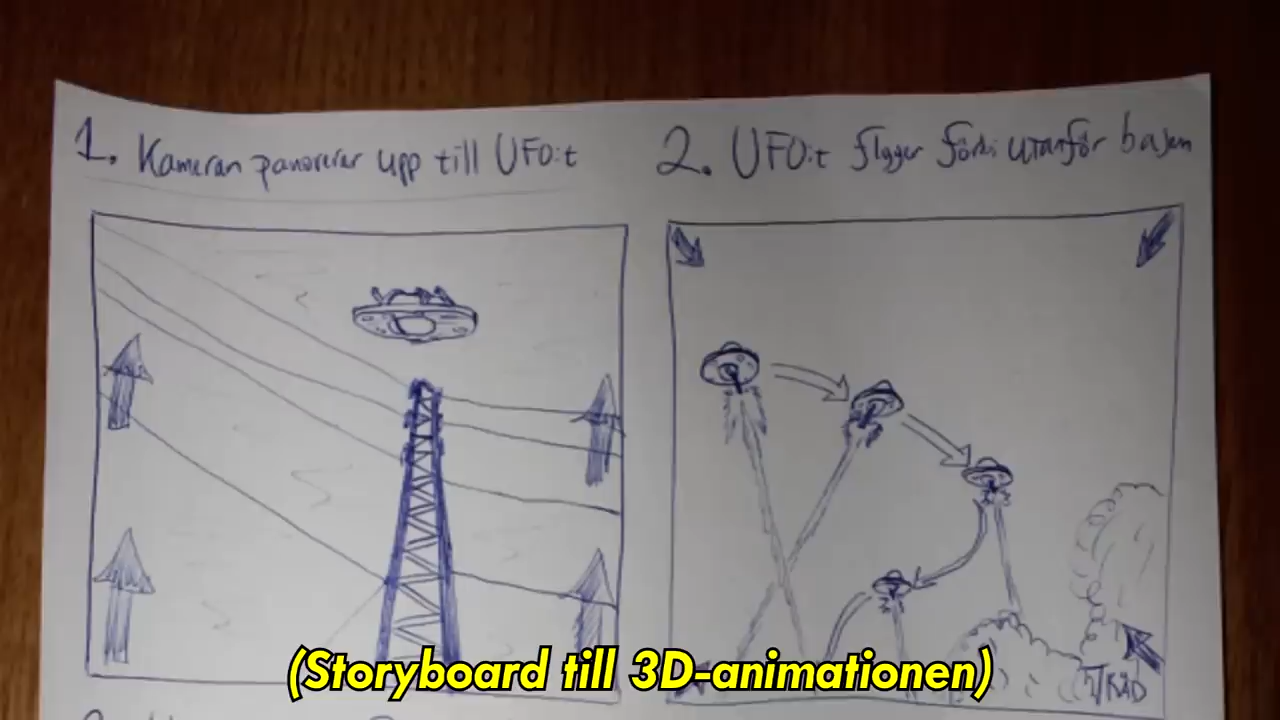 1. Kameran panorerar upp till UFO:t
2. UFO:t flyger förbi utanför basen
TRÄD
(Storyboard till 3D-animationen)